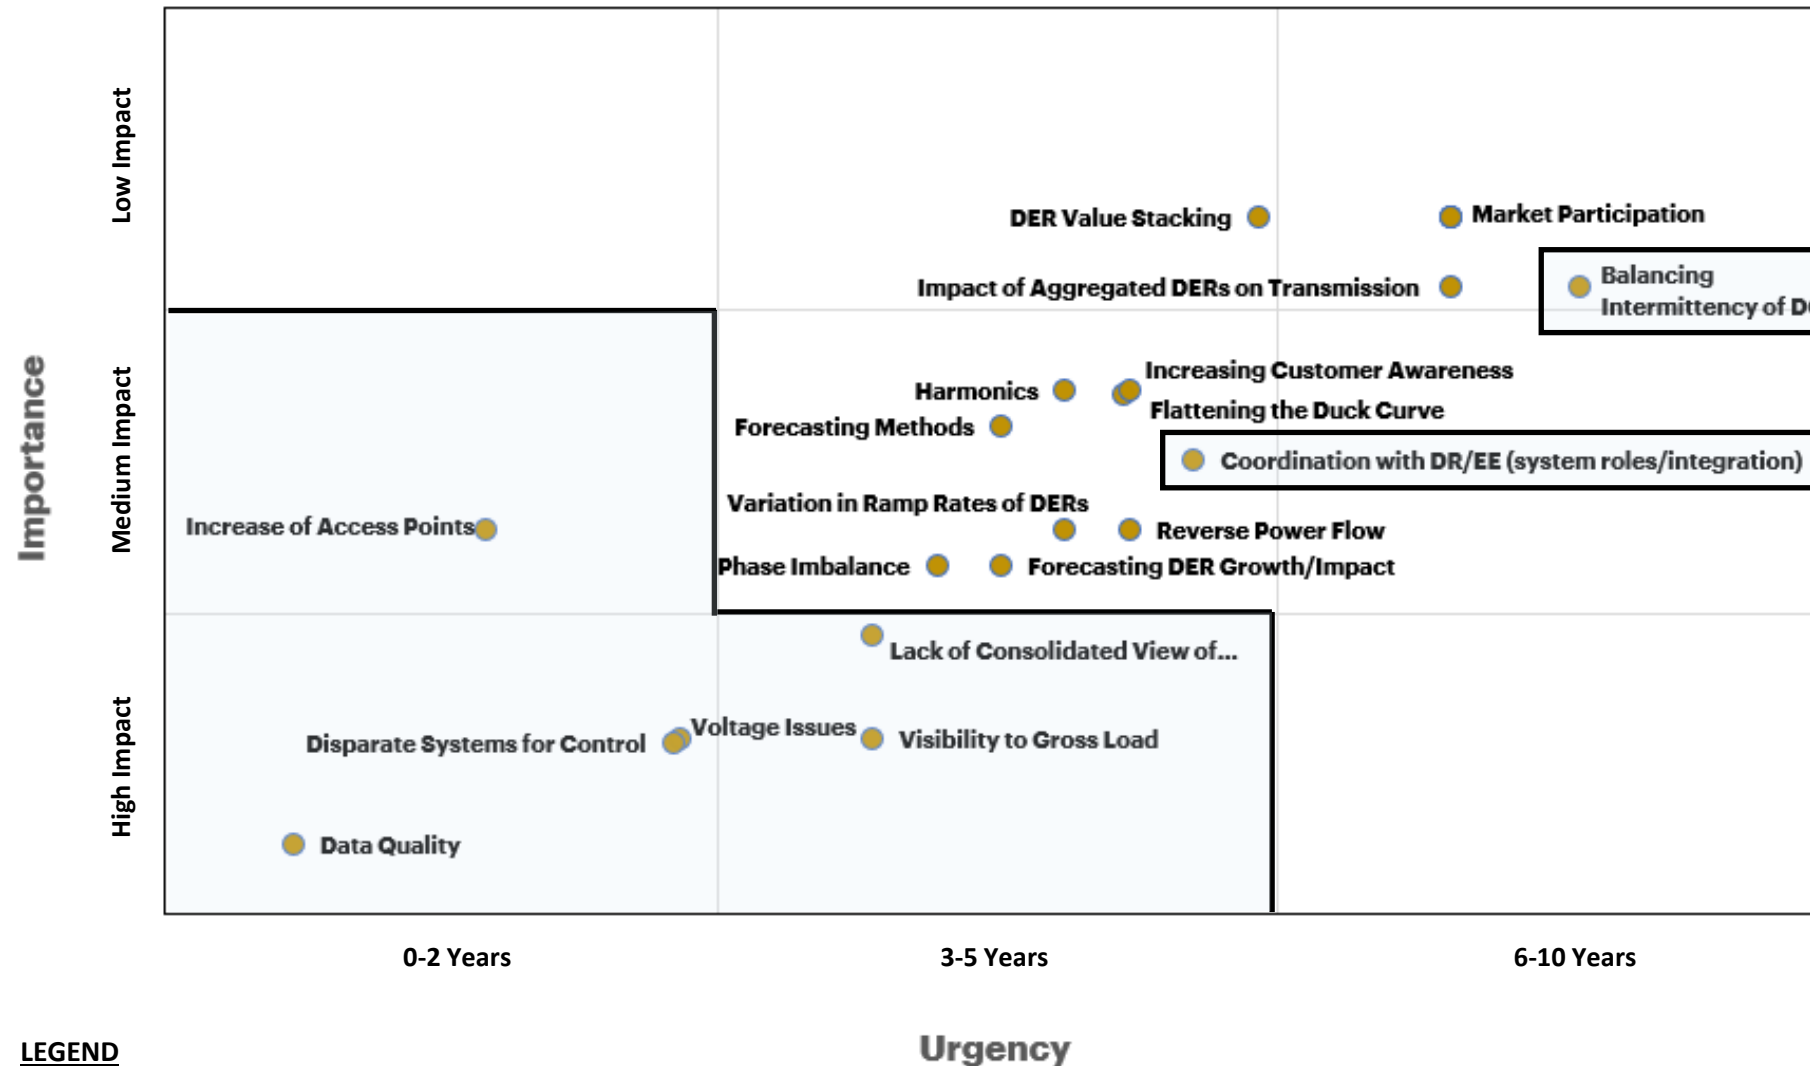 Low Impact
DER Value Stacking
Market Participation
Impact of Aggregated DERs on Transmission
Balancing
Intermittency of
Importance
Medium Impact
Increasing Customer Awareness
Harmonics
Flattening the Duck Curve
Forecasting Methods
Coordination with DR/EE (system roles/integration)
Variation in Ramp Rates of DERs
Increase of Access Points
Reverse Power Flow
Phase Imbalance
Forecasting DER Growth/Impact
High Impact
Lack of Consolidated View of...
Voltage Issues
Disparate Systems for Control
Visibility to Gross Load
Data Quality
0-2 Years
3-5 Years
6-10 Years
Urgency
LEGEND